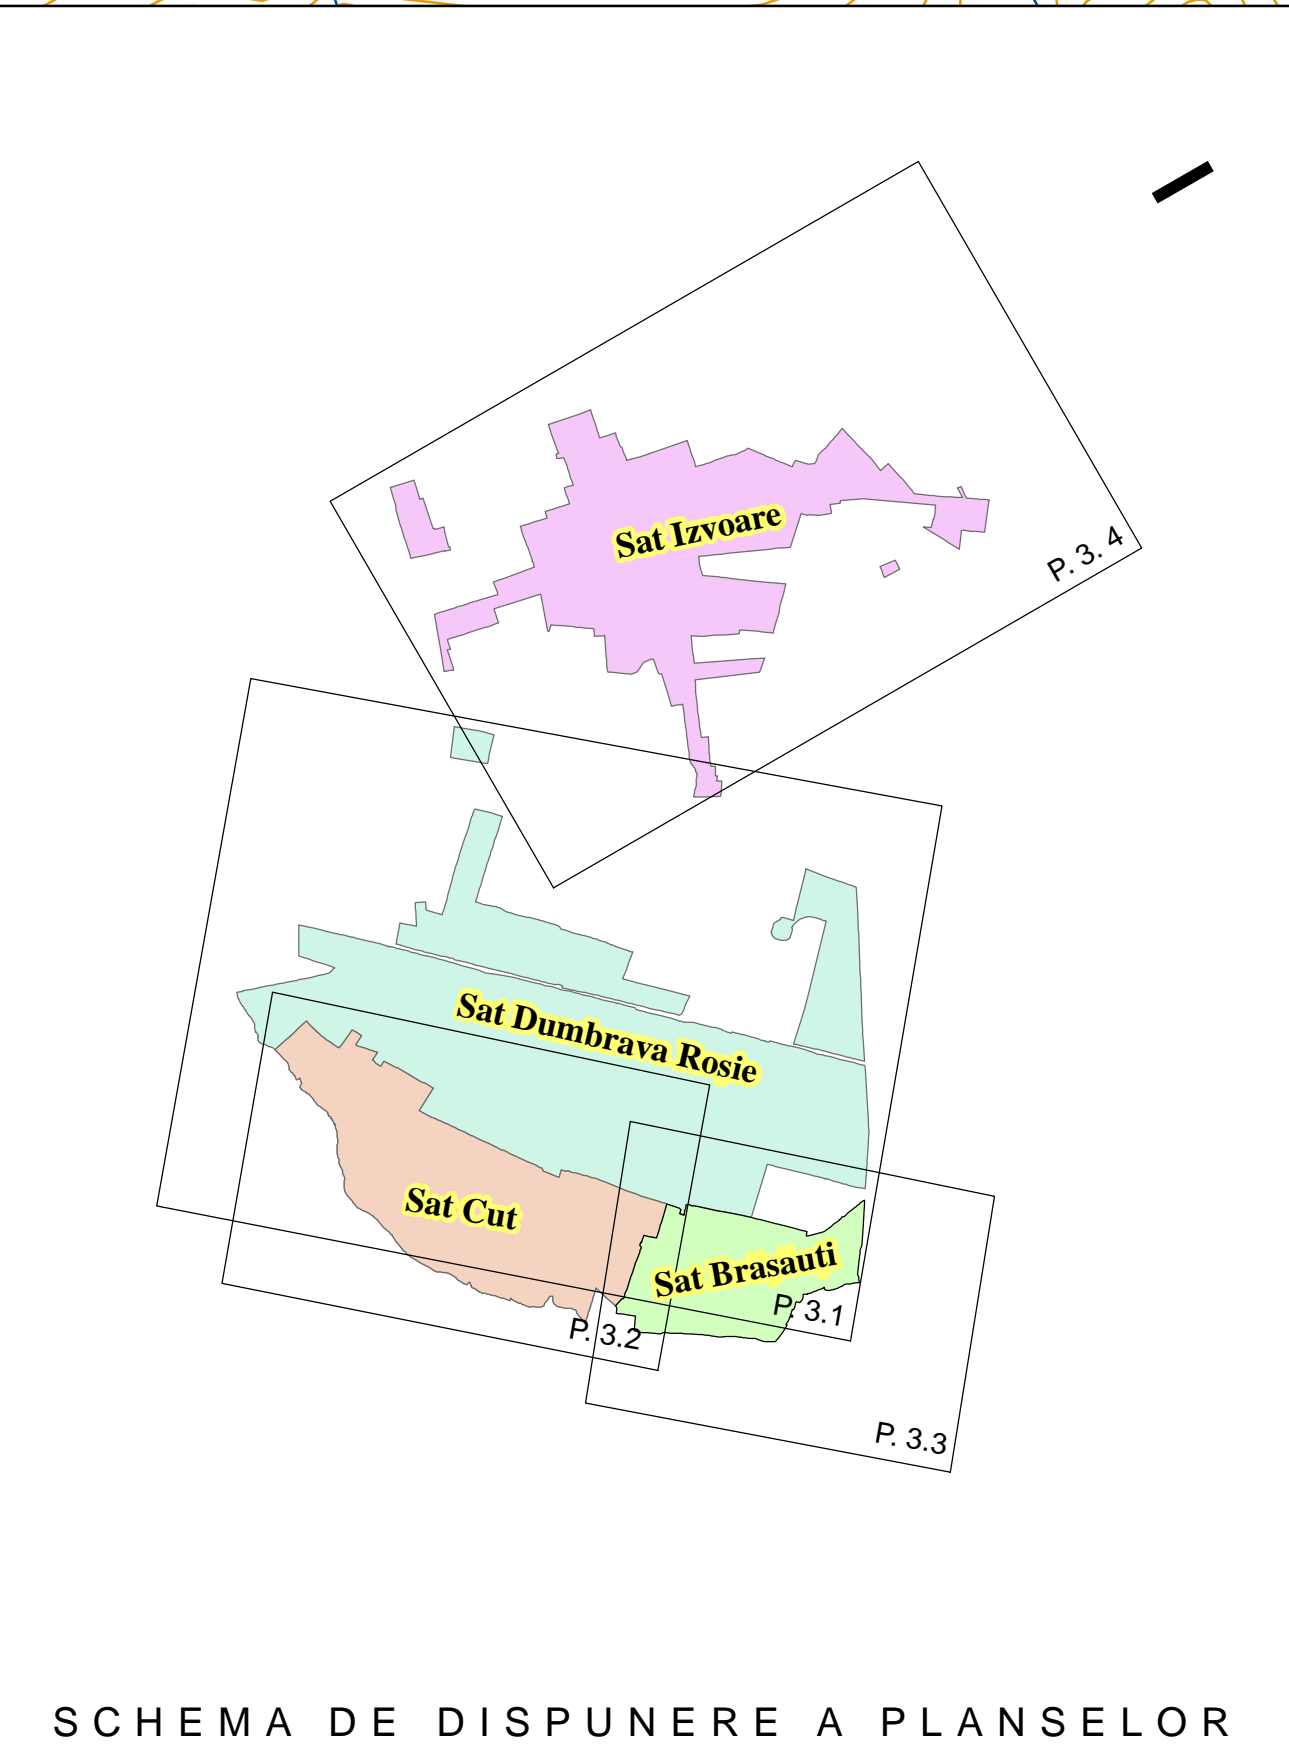 Sat Izvoare
P. 3. 4
Sat Dumbrava Rosie
Sat Cut
Sat Brasauti
P. 3.1
P. 3.2
P. 3.3
SCHEMA DE DISPUNERE A PLANSELOR